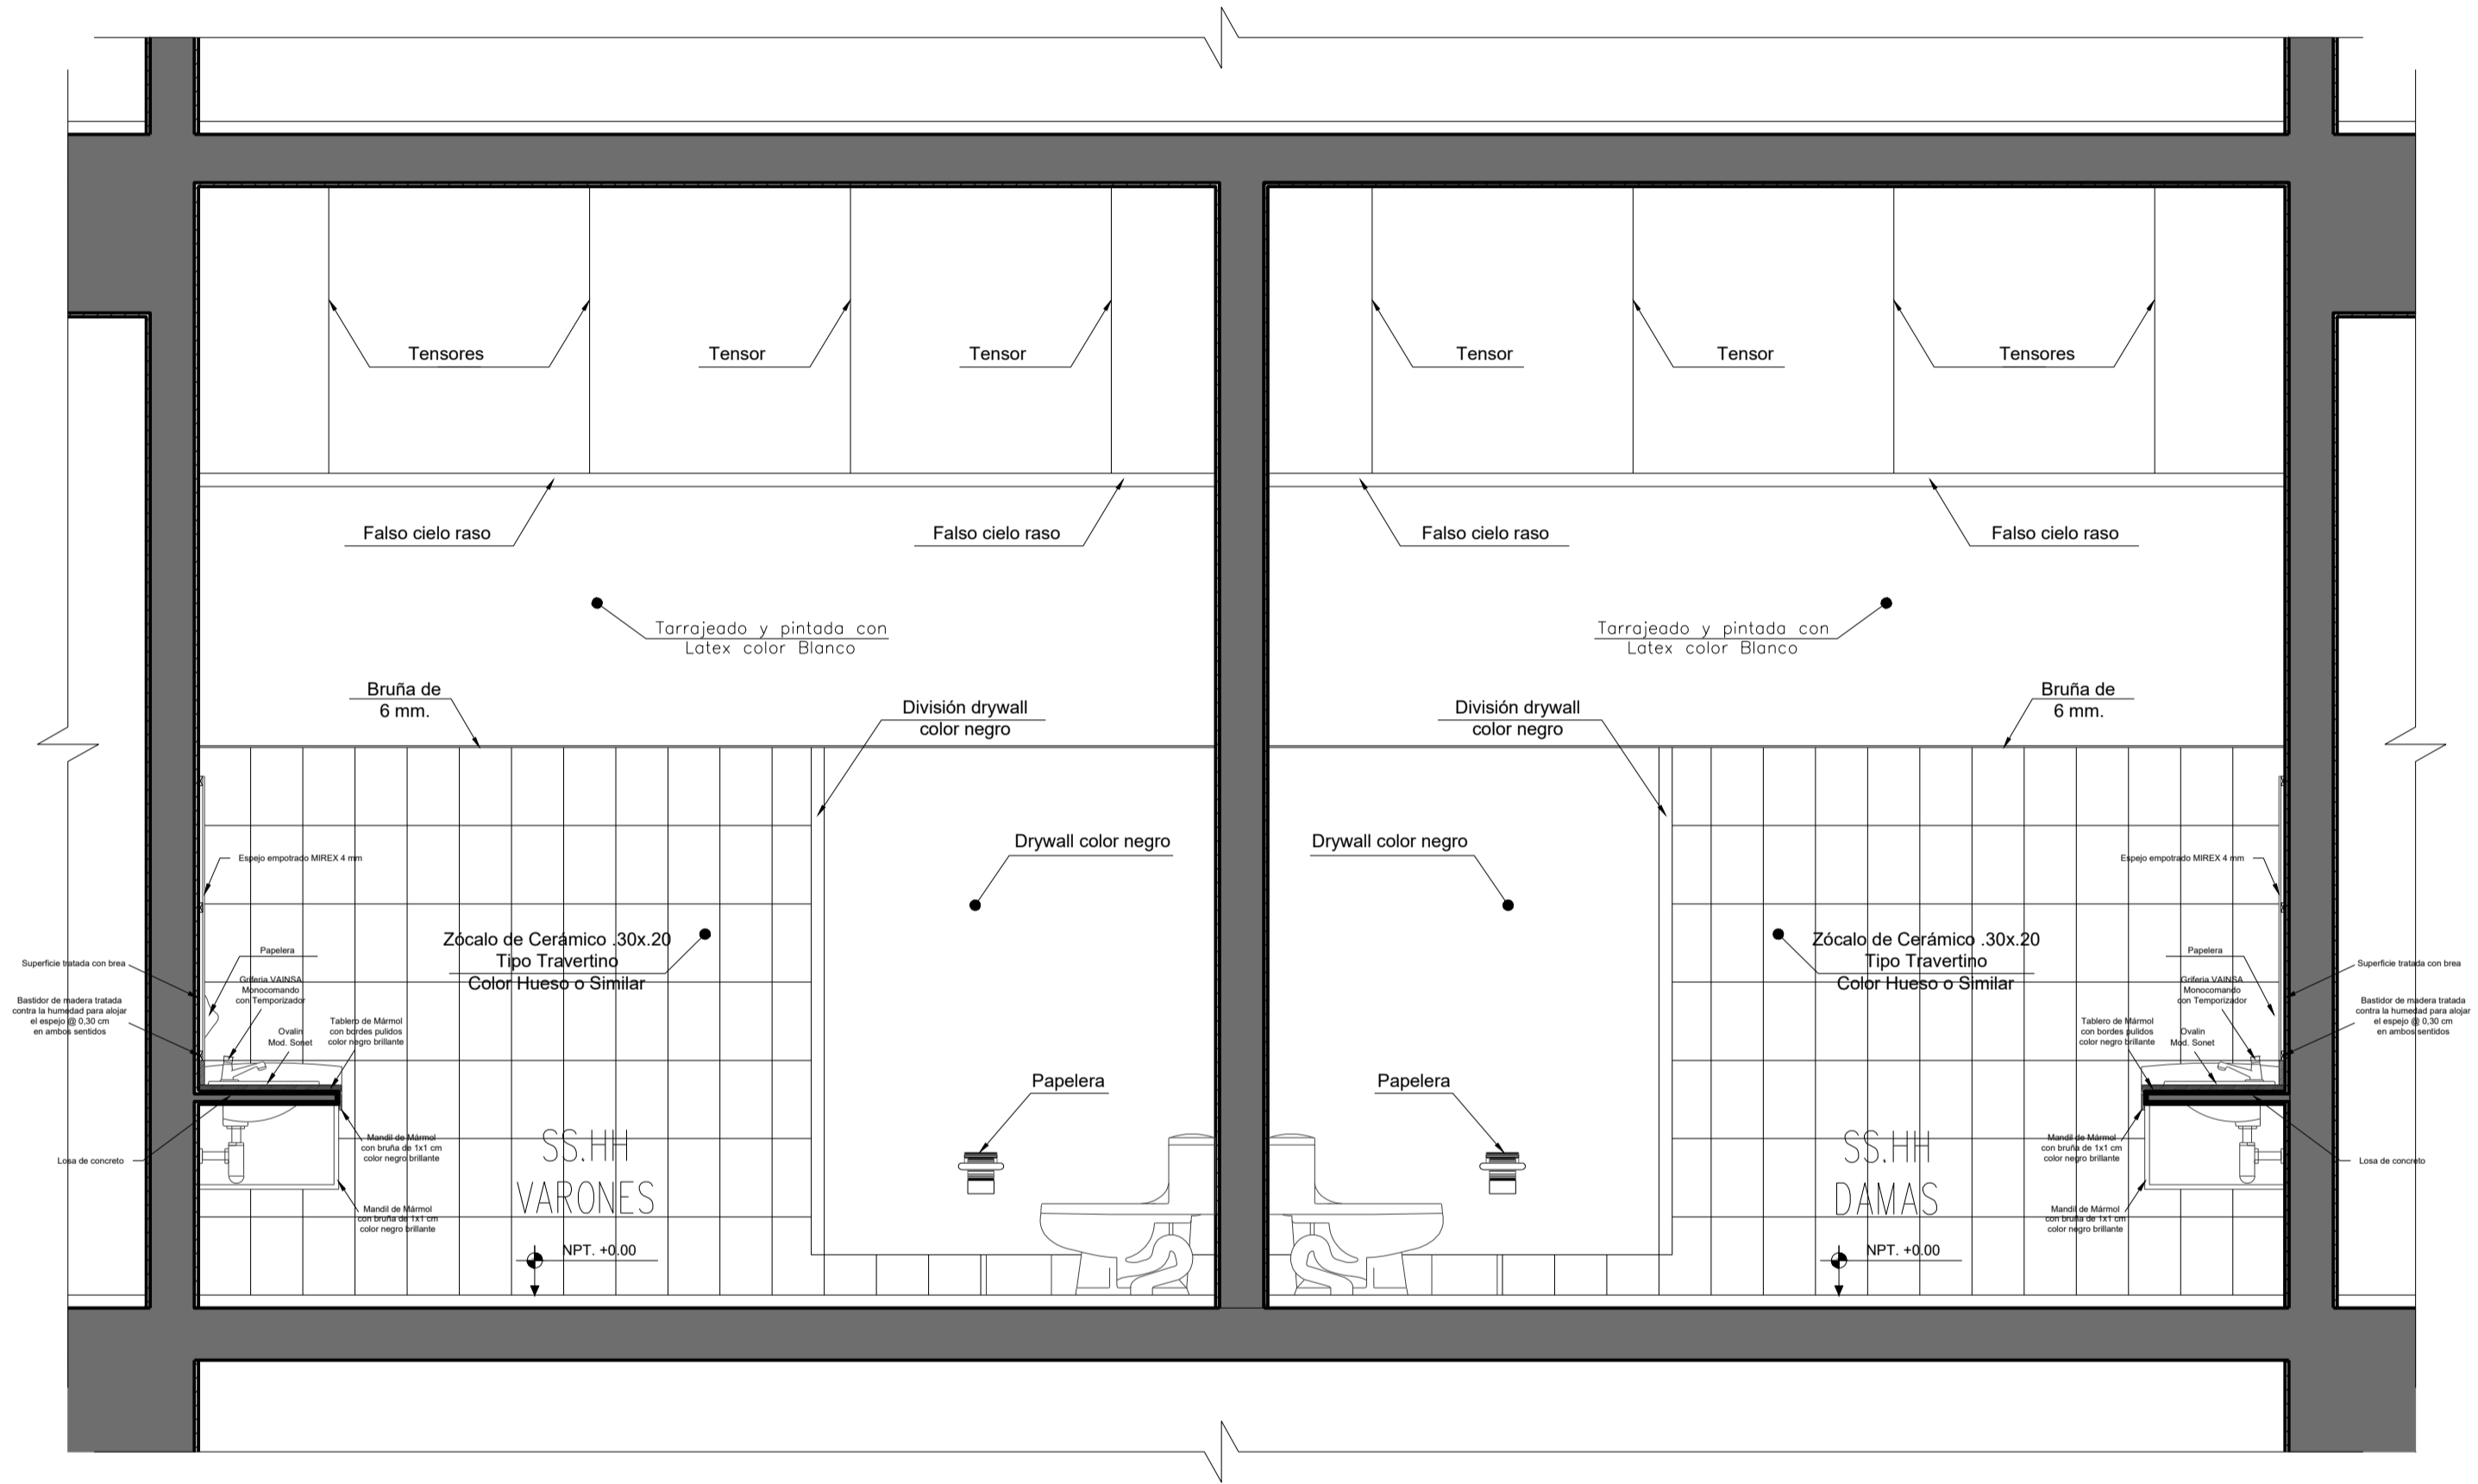 Tensores
Tensor
Tensor
Tensor
Tensor
Tensores
Falso cielo raso
Falso cielo raso
Falso cielo raso
Falso cielo raso
Tarrajeado y pintada con
Latex color Blanco
Tarrajeado y pintada con
Latex color Blanco
Bruña de
6 mm.
División drywall
color negro
División drywall
color negro
Bruña de
6 mm.
Drywall color negro
Drywall color negro
Espejo empotrado MIREX 4 mm
Espejo empotrado MIREX 4 mm
Zócalo de Cerámico .30x.20
Tipo Travertino
Color Hueso o Similar
Zócalo de Cerámico .30x.20
Tipo Travertino
Color Hueso o Similar
Papelera
Superficie tratada con brea
Griferia VAINSA
Monocomando
con Temporizador
Bastidor de madera tratada
contra la humedad para alojar
el espejo @ 0,30 cm
en ambos sentidos
Tablero de Mármol
con bordes pulidos
color negro brillante
Ovalin
Mod. Sonet
Papelera
Superficie tratada con brea
Griferia VAINSA
Monocomando
con Temporizador
Bastidor de madera tratada
contra la humedad para alojar
el espejo @ 0,30 cm
en ambos sentidos
Tablero de Mármol
con bordes pulidos
color negro brillante
Ovalin
Mod. Sonet
Papelera
Papelera
Losa de concreto
Mandil de Mármol
con bruña de 1x1 cm
color negro brillante
Mandil de Mármol
con bruña de 1x1 cm
color negro brillante
SS.HH
VARONES
NPT. +0.00
SS.HH
DAMAS
NPT. +0.00
Mandil de Mármol
con bruña de 1x1 cm
color negro brillante
Mandil de Mármol
con bruña de 1x1 cm
color negro brillante
Losa de concreto